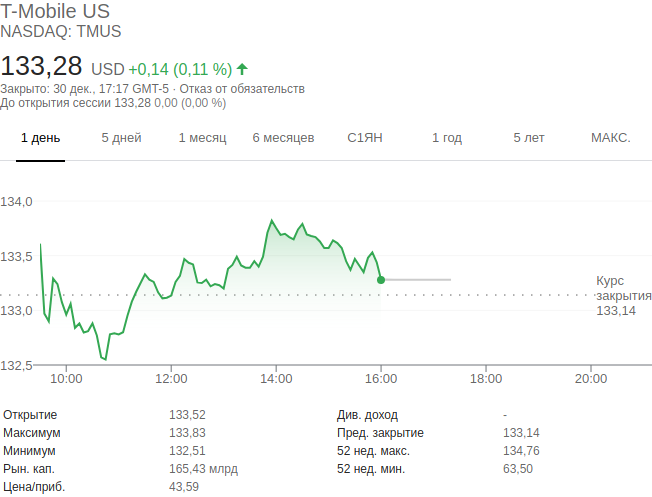 T-Mobile US
NASDAQ: TMUS
133,28 USD +0,14 (0,11 %)
Закрыто: 30 дек., 17:17 GMT-5 · Отказ от обязательств
До открытия сессии 133,28 0,00 (0,00 %)
1 день 5 дней 1 месяц 6 месяцев С1ЯН 1 год 5 лет МАКС.
134,0
133,5
Курс
закрытия
133,14
133,0
132,5
10:00 12:00 14:00 16:00 18:00 20:00
Открытие 133,52 Див. доход -
Максимум 133,83 Пред. закрытие 133,14
Минимум 132,51 52 нед. макс. 134,76
Рын. кап. 165,43 млрд 52 нед. мин. 63,50
Цена/приб. 43,59